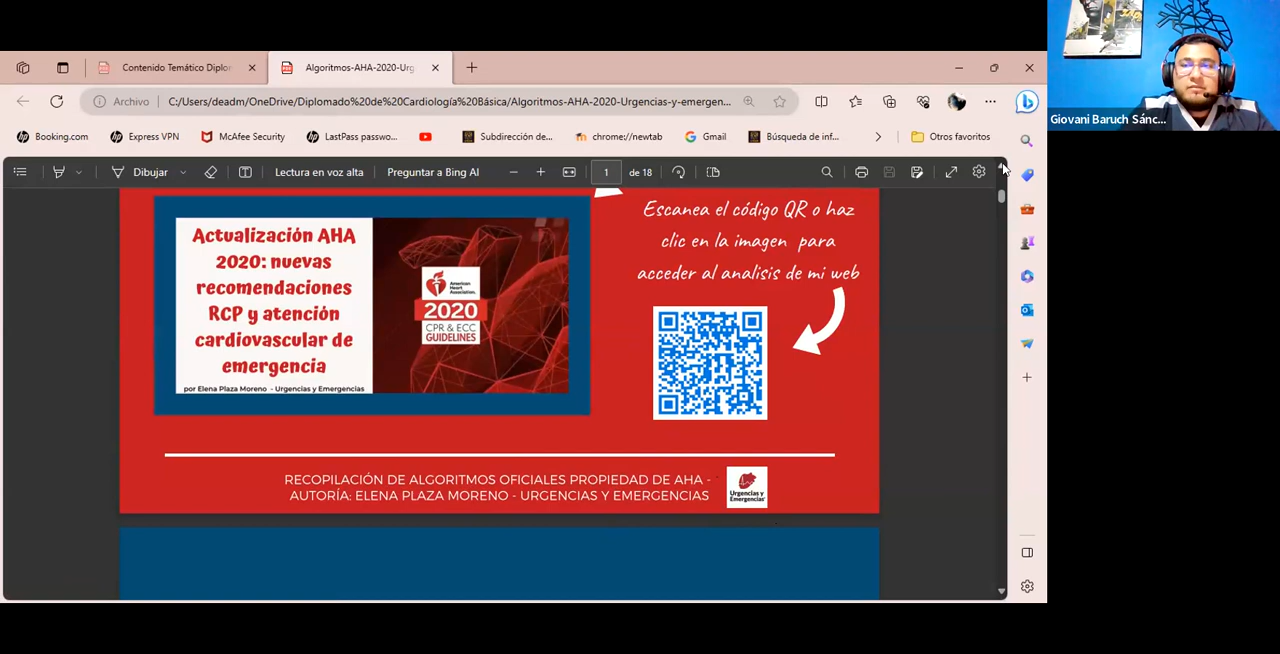 Contenido Temático Diplor
Algoritmos-AHA-2020-Urg
Archivo
C:/Users/deadm/OneDrive/Diplomado%20de%20Cardiología%20Básica/Algoritmos-AHA-2020-Urgencias-y-emergen...
Booking.com
Express VPN
McAfee Security
LastPass passwo...
Subdirección de...
chrome://newtab
Gmail
Búsqueda de inf...
Otros favoritos
Dibujar
Lectura en voz alta
Preguntar a Bing AI
1
de 18
Actualización AHA
2020: nuevas
recomendaciones
RCP y atención
cardiovascular de
emergencia
por Elena Plaza Moreno - Urgencias y Emergencias
American
Heart
Association.
2020
CPR & ECC
GUIDELINES
Escanea el código QR o haz
clic en la imagen para
acceder al analisis de mi web
RECOPILACIÓN DE ALGORITMOS OFICIALES PROPIEDAD DE AHA -
AUTORÍA: ELENA PLAZA MORENO - URGENCIAS Y EMERGENCIAS
Urgencias y
Emergencias
Giovani Baruch Sánc...